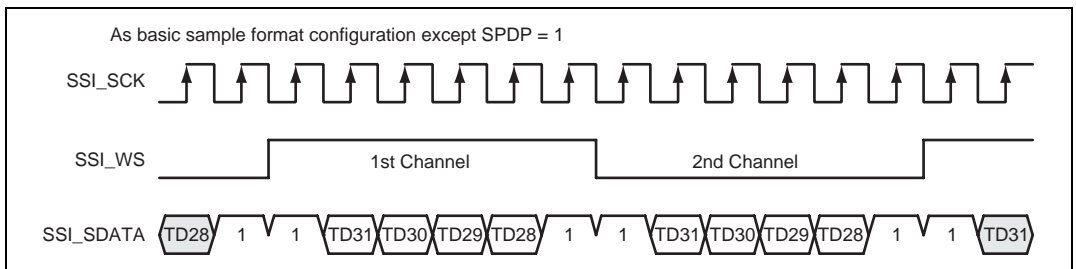 As basic sample format configuration except SPDP = 1
SSI_SCK
SSI_WS 1st Channel 2nd Channel
SSI_SDATA TD28 1 1 TD31 TD30 TD29 TD28 1 1 TD31 TD30 TD29 TD28 1 1 TD31